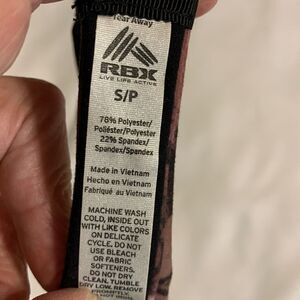 Tear Away
RBX
LIVE LIFE ACTIVE
S/P
78% Polyester/
Poliéster/Polyester
22% Spandex/
Spandex/Spandex
Made in Vietnam
Hecho en Vietnam
Fabriqué au Vietnam
MACHINE WASH
COLD, INSIDE OUT
WITH LIKE COLORS
ON DELICATE
CYCLE. DO NOT
USE BLEACH
OR FABRIC
SOFTENERS.
DO NOT DRY
CLEAN. TUMBLE
DRY LOW. REMOVE
PROMPTLY